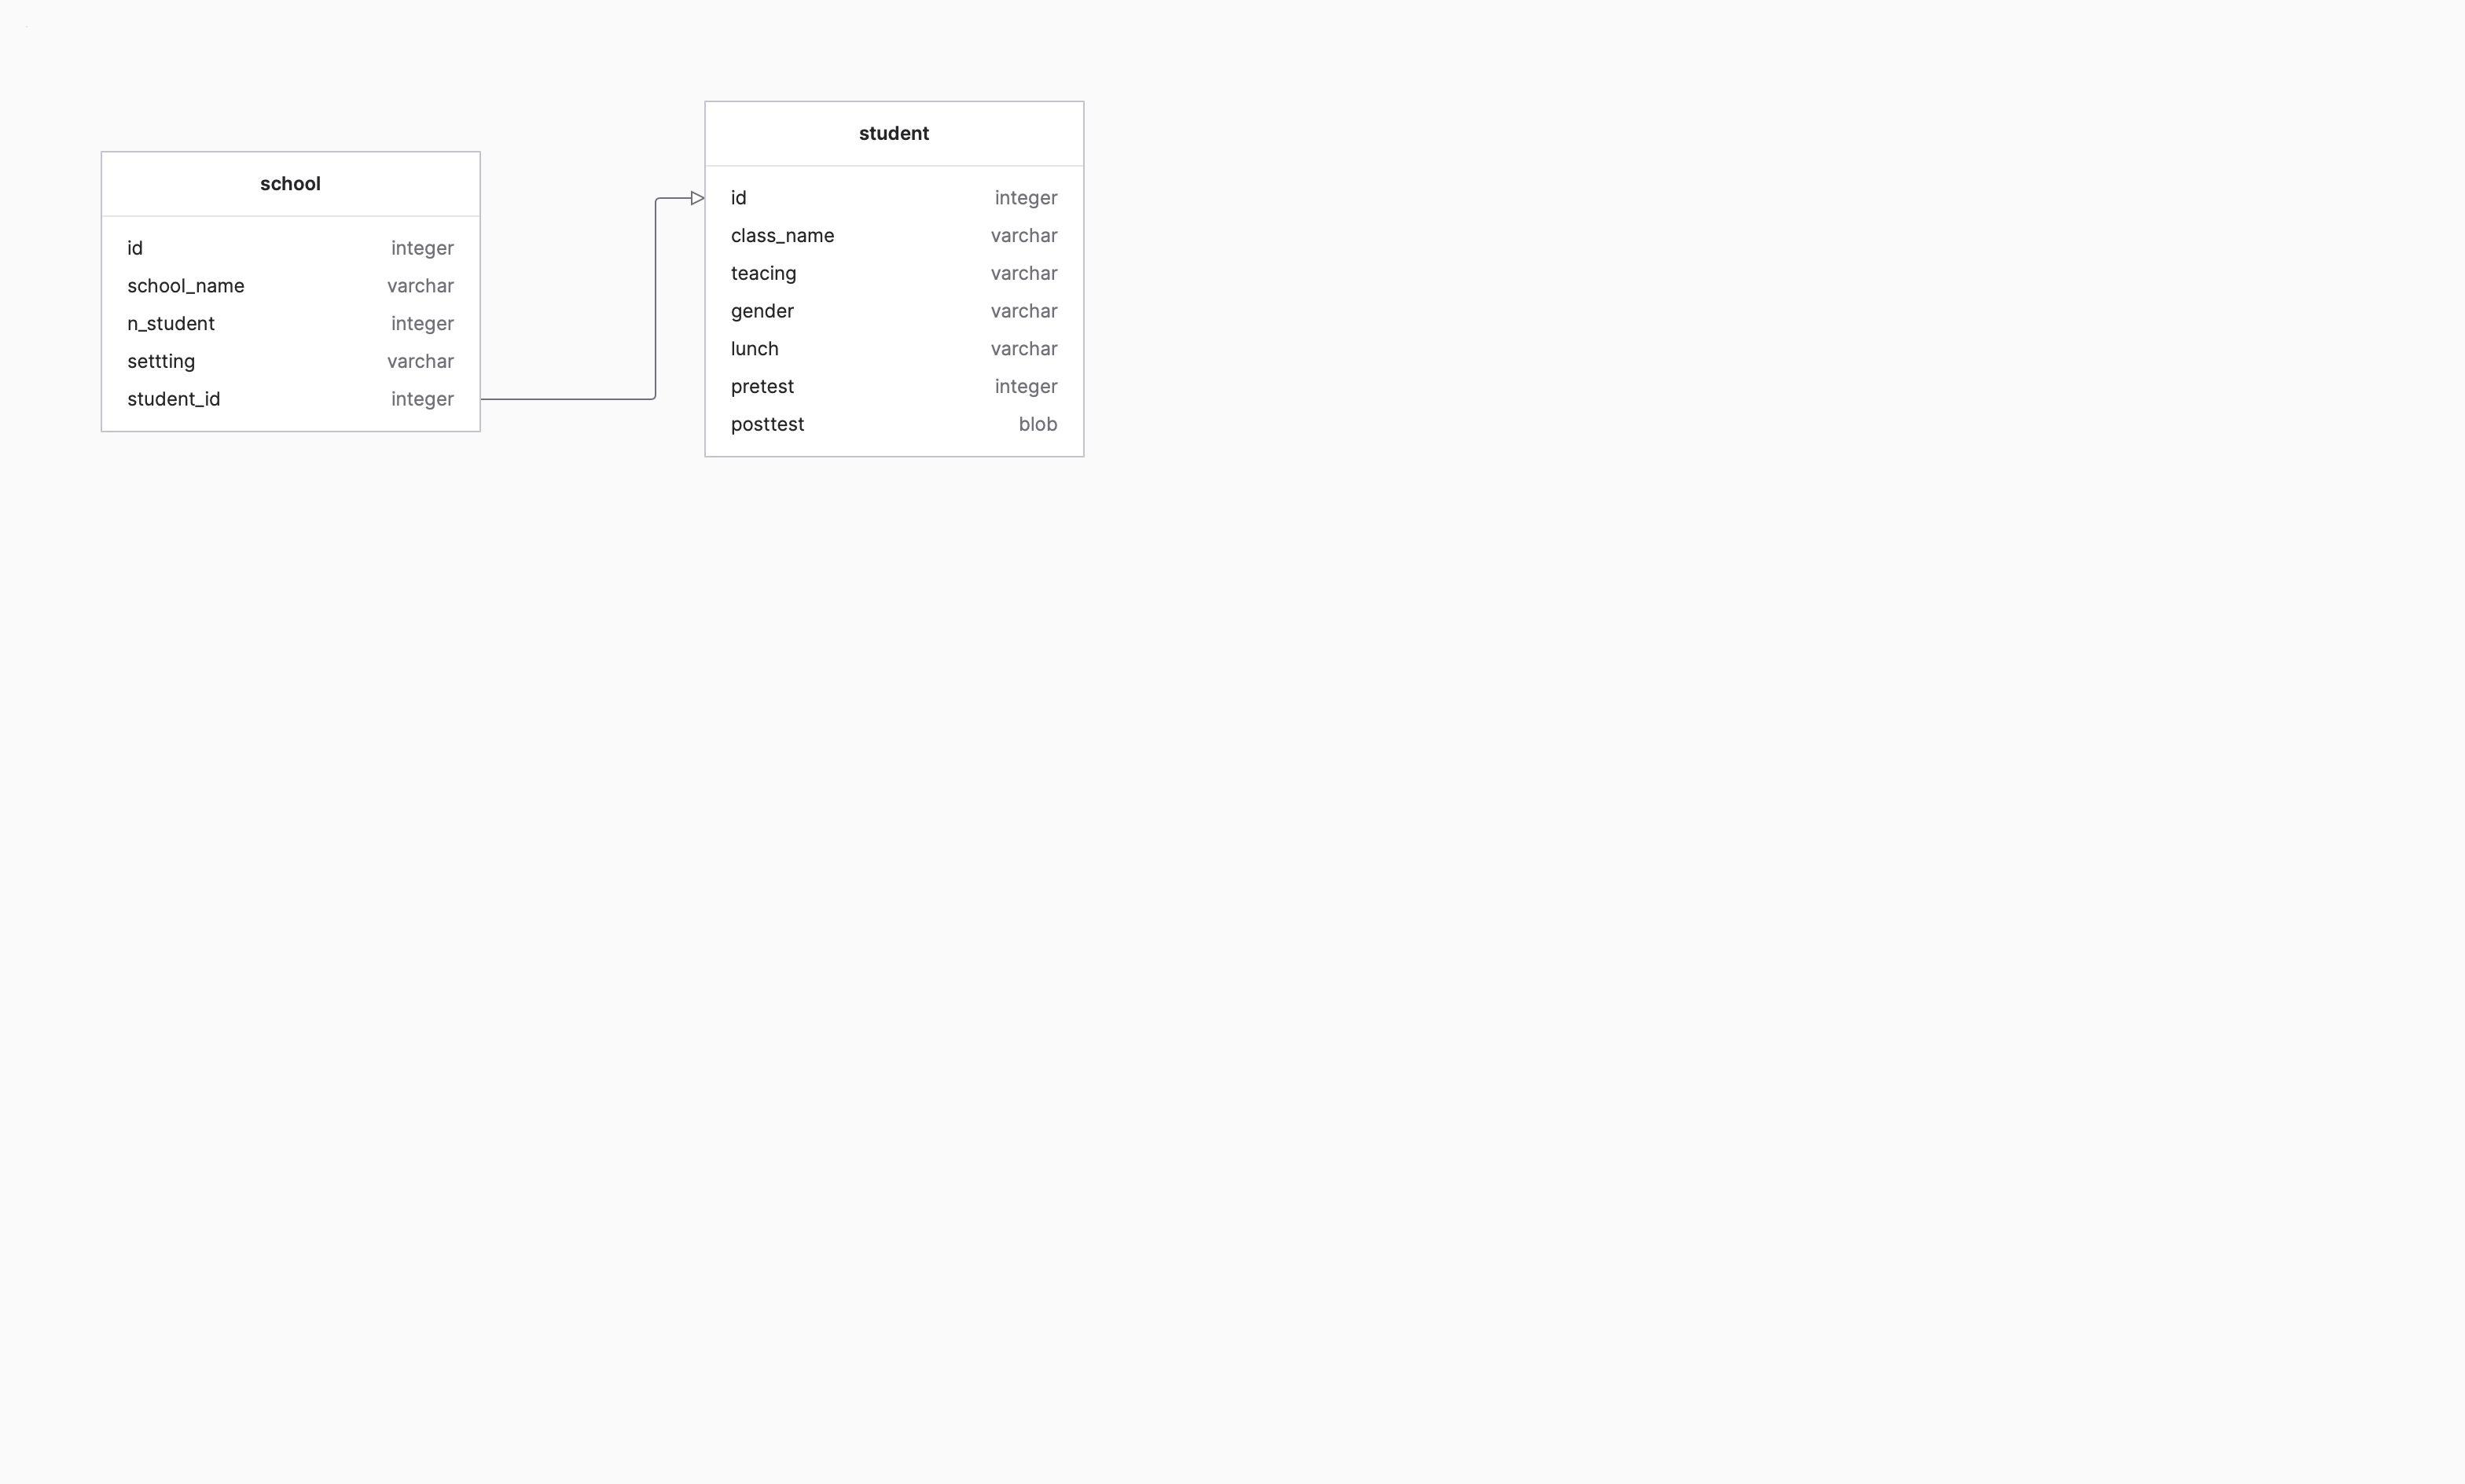 school
id integer
school_name varchar
n_student integer
settting varchar
student_id integer
student
id integer
class_name varchar
teacing varchar
gender varchar
lunch varchar
pretest integer
posttest blob